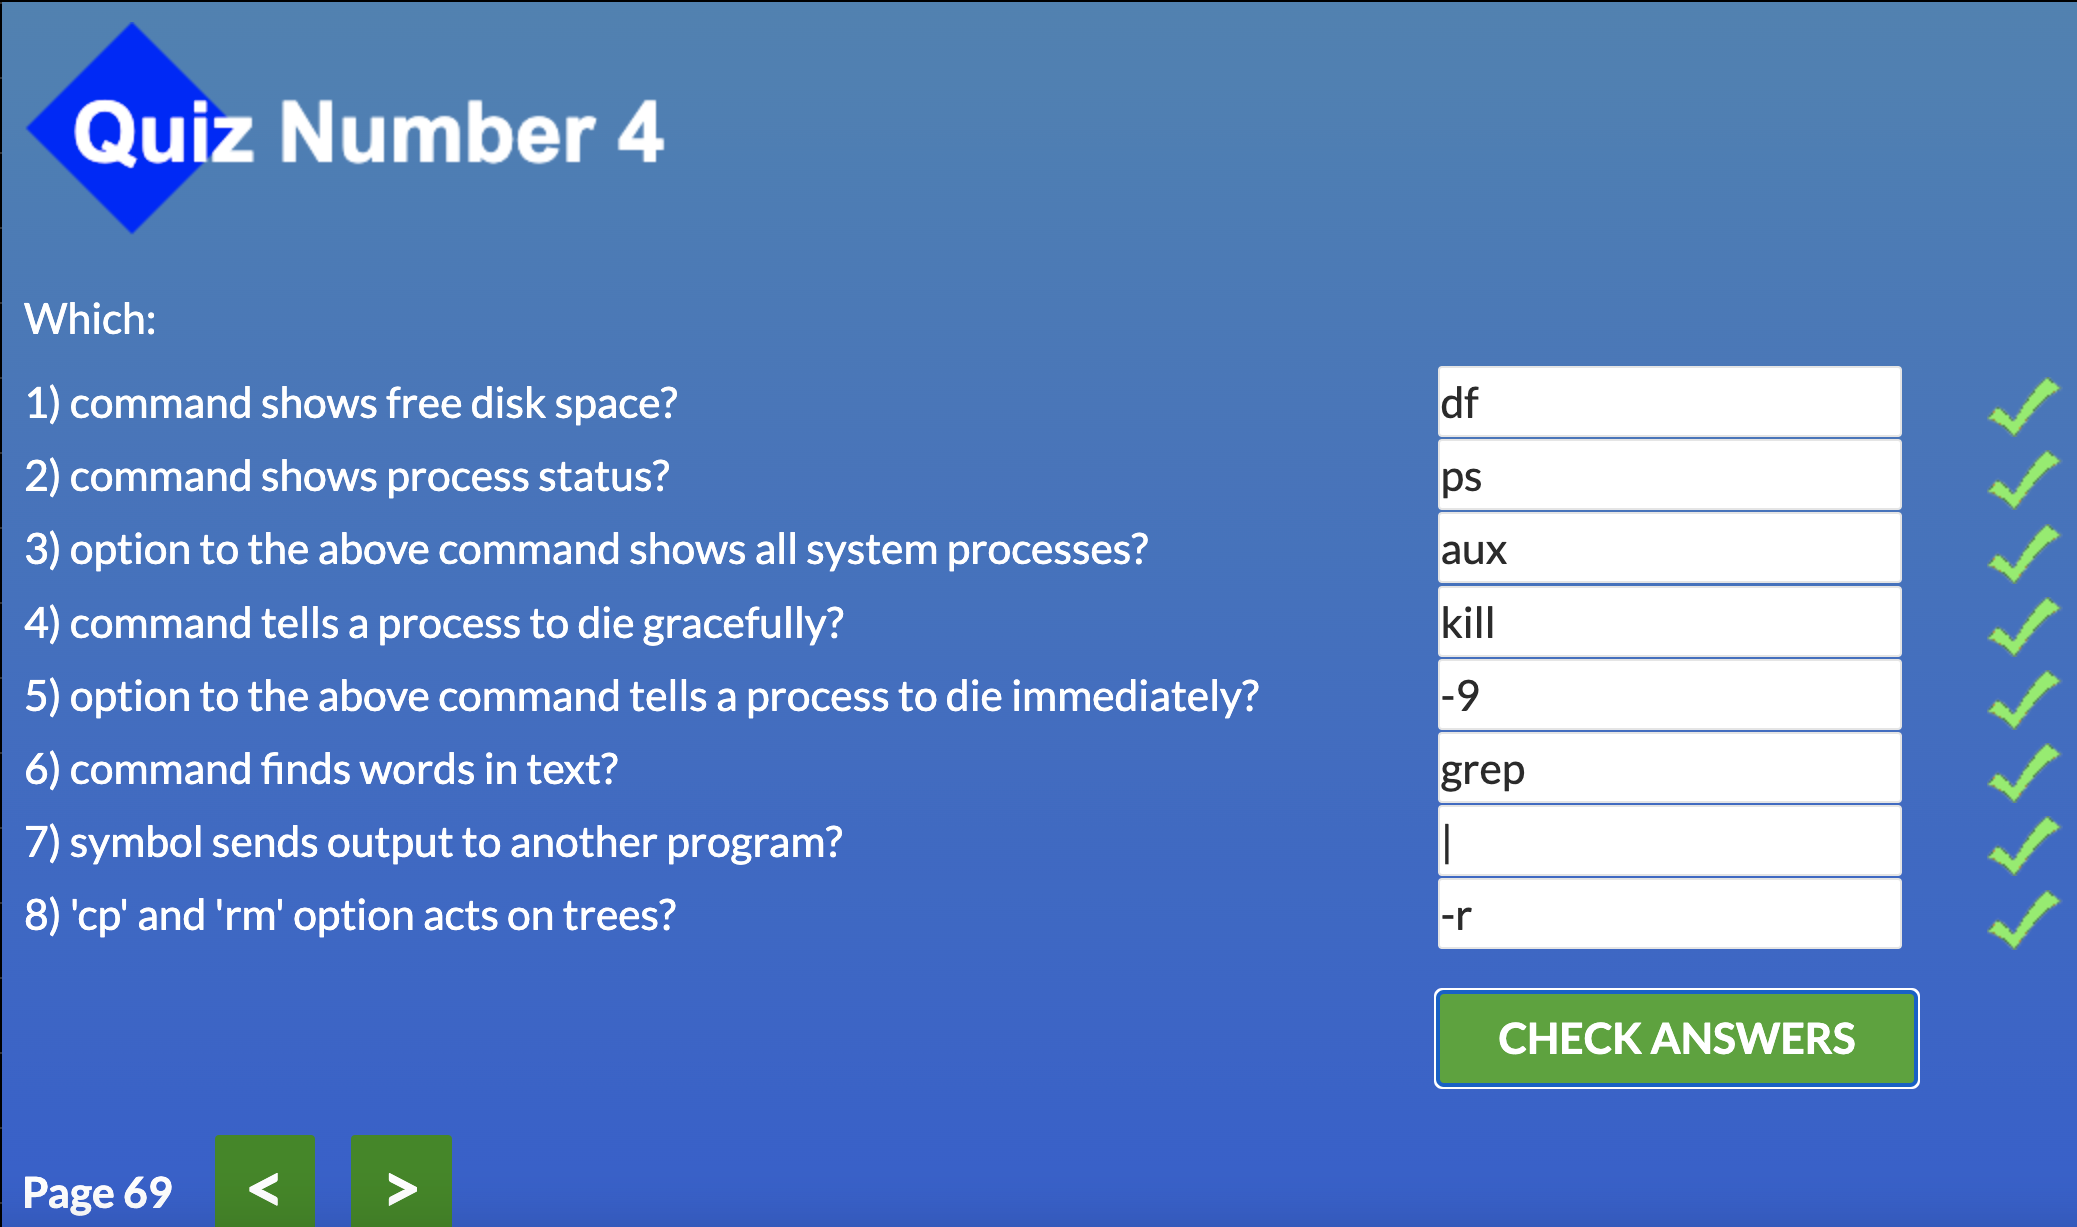 Quiz Number 4
Which:
1) command shows free disk space? df
2) command shows process status? ps
3) option to the above command shows all system processes? aux
4) command tells a process to die gracefully? kill
5) option to the above command tells a process to die immediately? -9
6) command finds words in text? grep
7) symbol sends output to another program? |
8) 'cp' and 'rm' option acts on trees? -r
CHECK ANSWERS
Page 69 < >